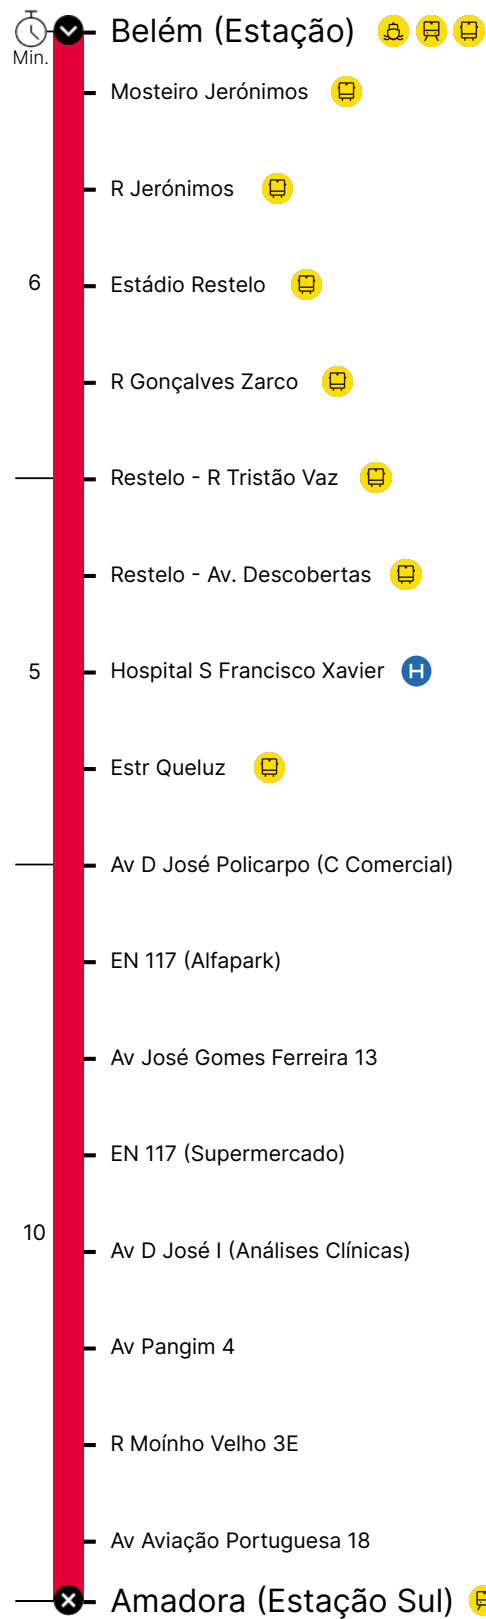 Belém (Estação)
Min.
Mosteiro Jerónimos
R Jerónimos
6
Estádio Restelo
R Gonçalves Zarco
Restelo - R Tristão Vaz
Restelo - Av. Descobertas
5
Hospital S Francisco Xavier
H
Estr Queluz
Av D José Policarpo (C Comercial)
EN 117 (Alfapark)
Av José Gomes Ferreira 13
EN 117 (Supermercado)
10
Av D José I (Análises Clínicas)
Av Pangim 4
R Moínho Velho 3E
Av Aviação Portuguesa 18
Amadora (Estação Sul)